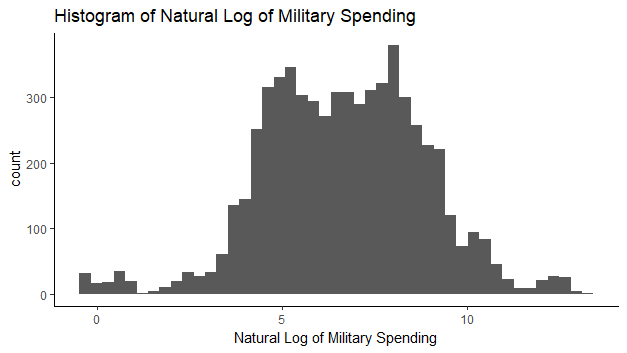 Histogram of Natural Log of Military Spending
count
300
200
100
0
0 5 10
Natural Log of Military Spending